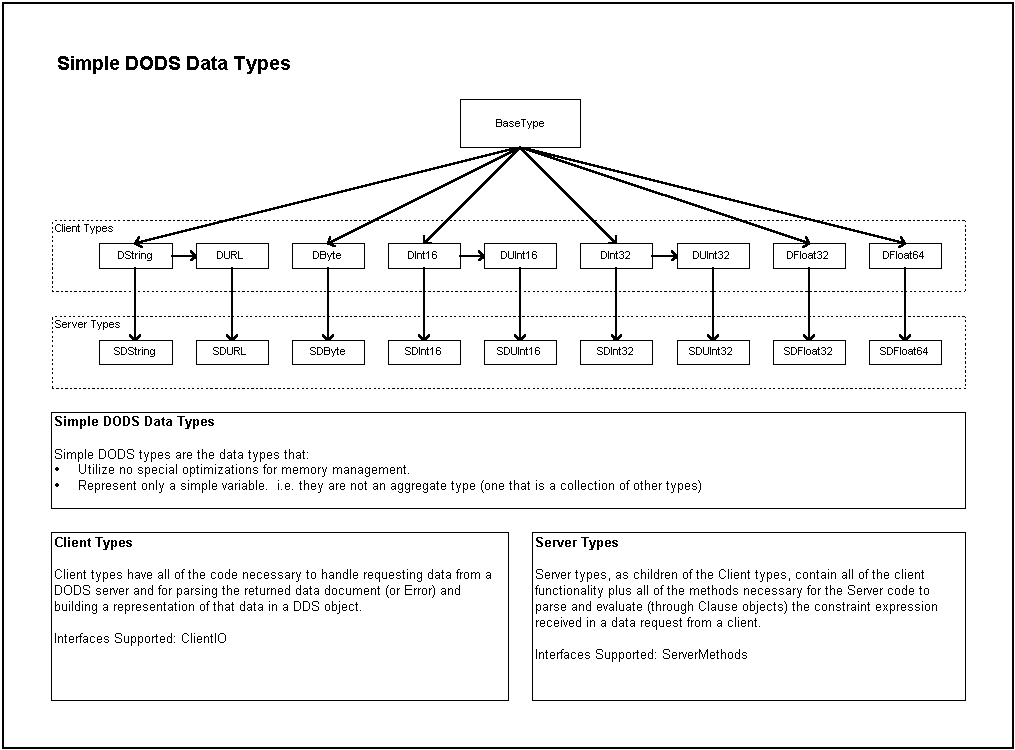 Simple DODS Data Types
BaseType
Client Types
DString DURL DByte DInt16 DUInt16 DInt32 DUInt32 DFloat32 DFloat64
Server Types
SDString SDURL SDByte SDInt16 SDUInt16 SDInt32 SDUInt32 SDFloat32 SDFloat64
Simple DODS Data Types
Simple DODS types are the data types that:
• Utilize no special optimizations for memory management.
• Represent only a simple variable. i.e. they are not an aggregate type (one that is a collection of other types)
Client Types
Client types have all of the code necessary to handle requesting data from a
DODS server and for parsing the returned data document (or Error) and
building a representation of that data in a DDS object.
Interfaces Supported: ClientIO
Server Types
Server types, as children of the Client types, contain all of the client
functionality plus all of the methods necessary for the Server code to
parse and evaluate (through Clause objects) the constraint expression
received in a data request from a client.
Interfaces Supported: ServerMethods